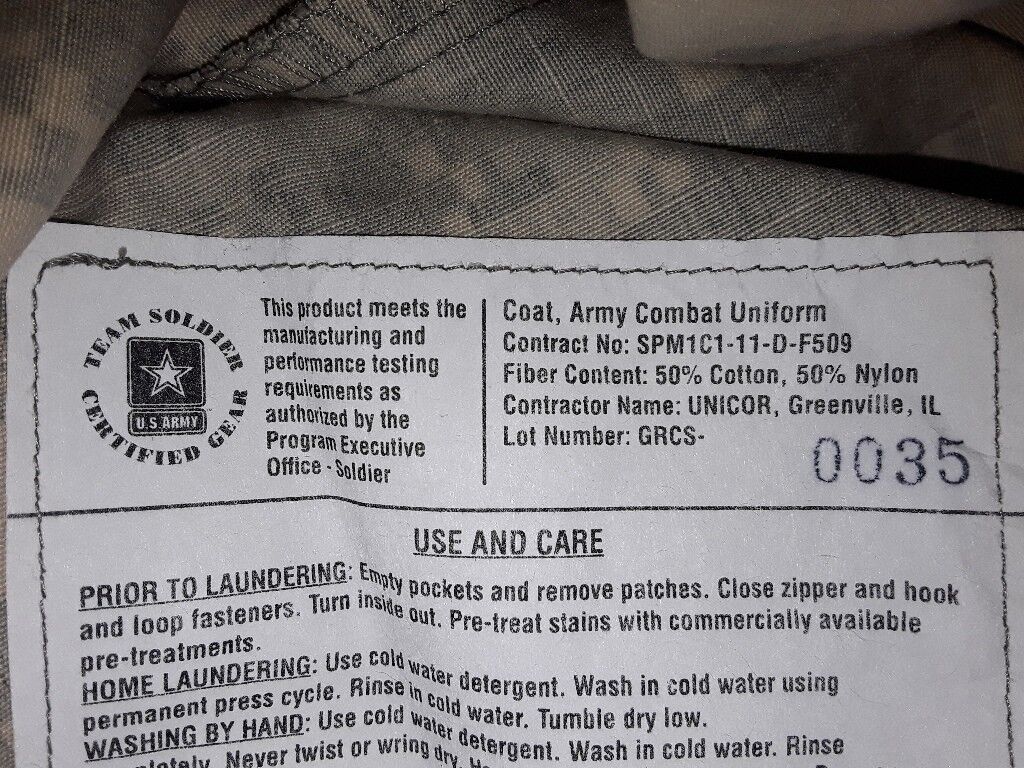 TEAM SOLDIER
CERTIFIED GEAR
U.S. ARMY
This product meets the
manufacturing and
performance testing
requirements as
authorized by the
Program Executive
Office - Soldier
Coat, Army Combat Uniform
Contract No: SPM1C1-11-D-F509
Fiber Content: 50% Cotton, 50% Nylon
Contractor Name: UNICOR, Greenville, IL
Lot Number: GRCS-
0035
USE AND CARE
PRIOR TO LAUNDERING: Empty pockets and remove patches. Close zipper and hook
and loop fasteners. Turn inside out. Pre-treat stains with commercially available
pre-treatments.
HOME LAUNDERING: Use cold water detergent. Wash in cold water using
permanent press cycle. Rinse in cold water. Tumble dry low.
WASHING BY HAND: Use cold water detergent. Wash in cold water. Rinse
Never twist or wring dry.